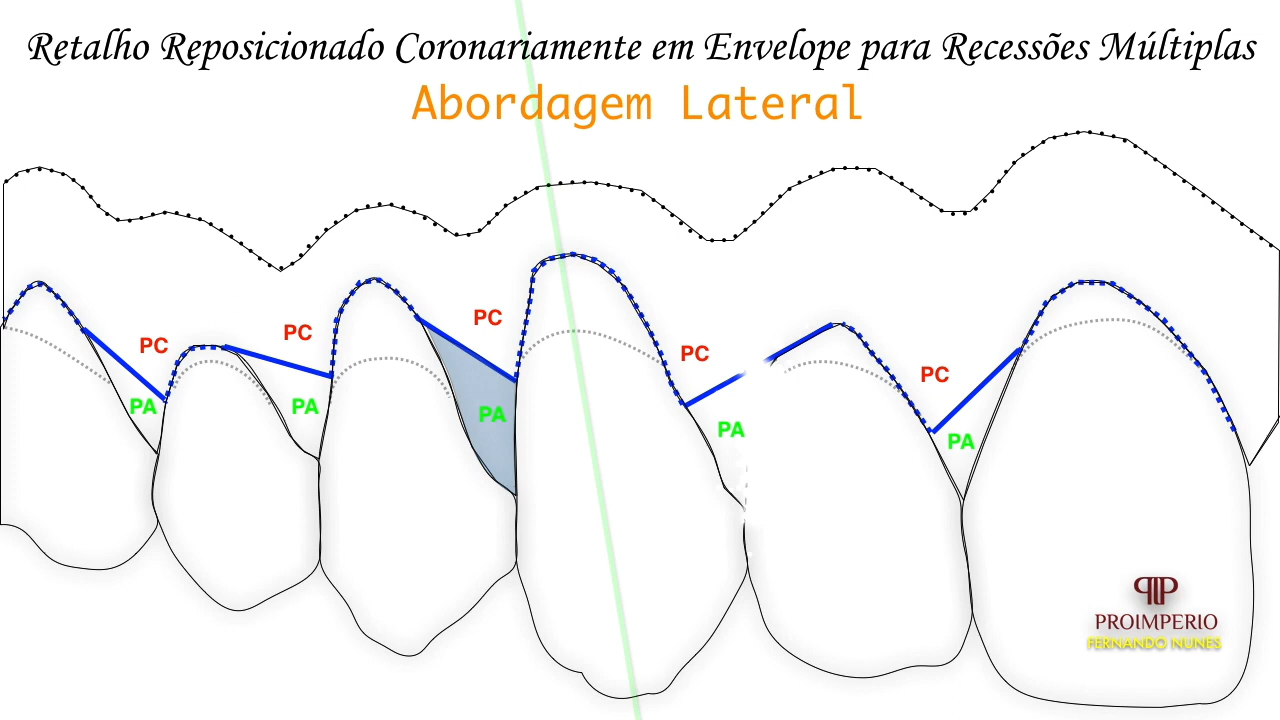 Retalho Reposicionado Coronariamente em Envelope para Recessões Múltiplas
Abordagem Lateral
PC
PC
PC
PC
PC
PA
PA
PA
PA
PA
PROIMPERIO
FERNANDO NUNES